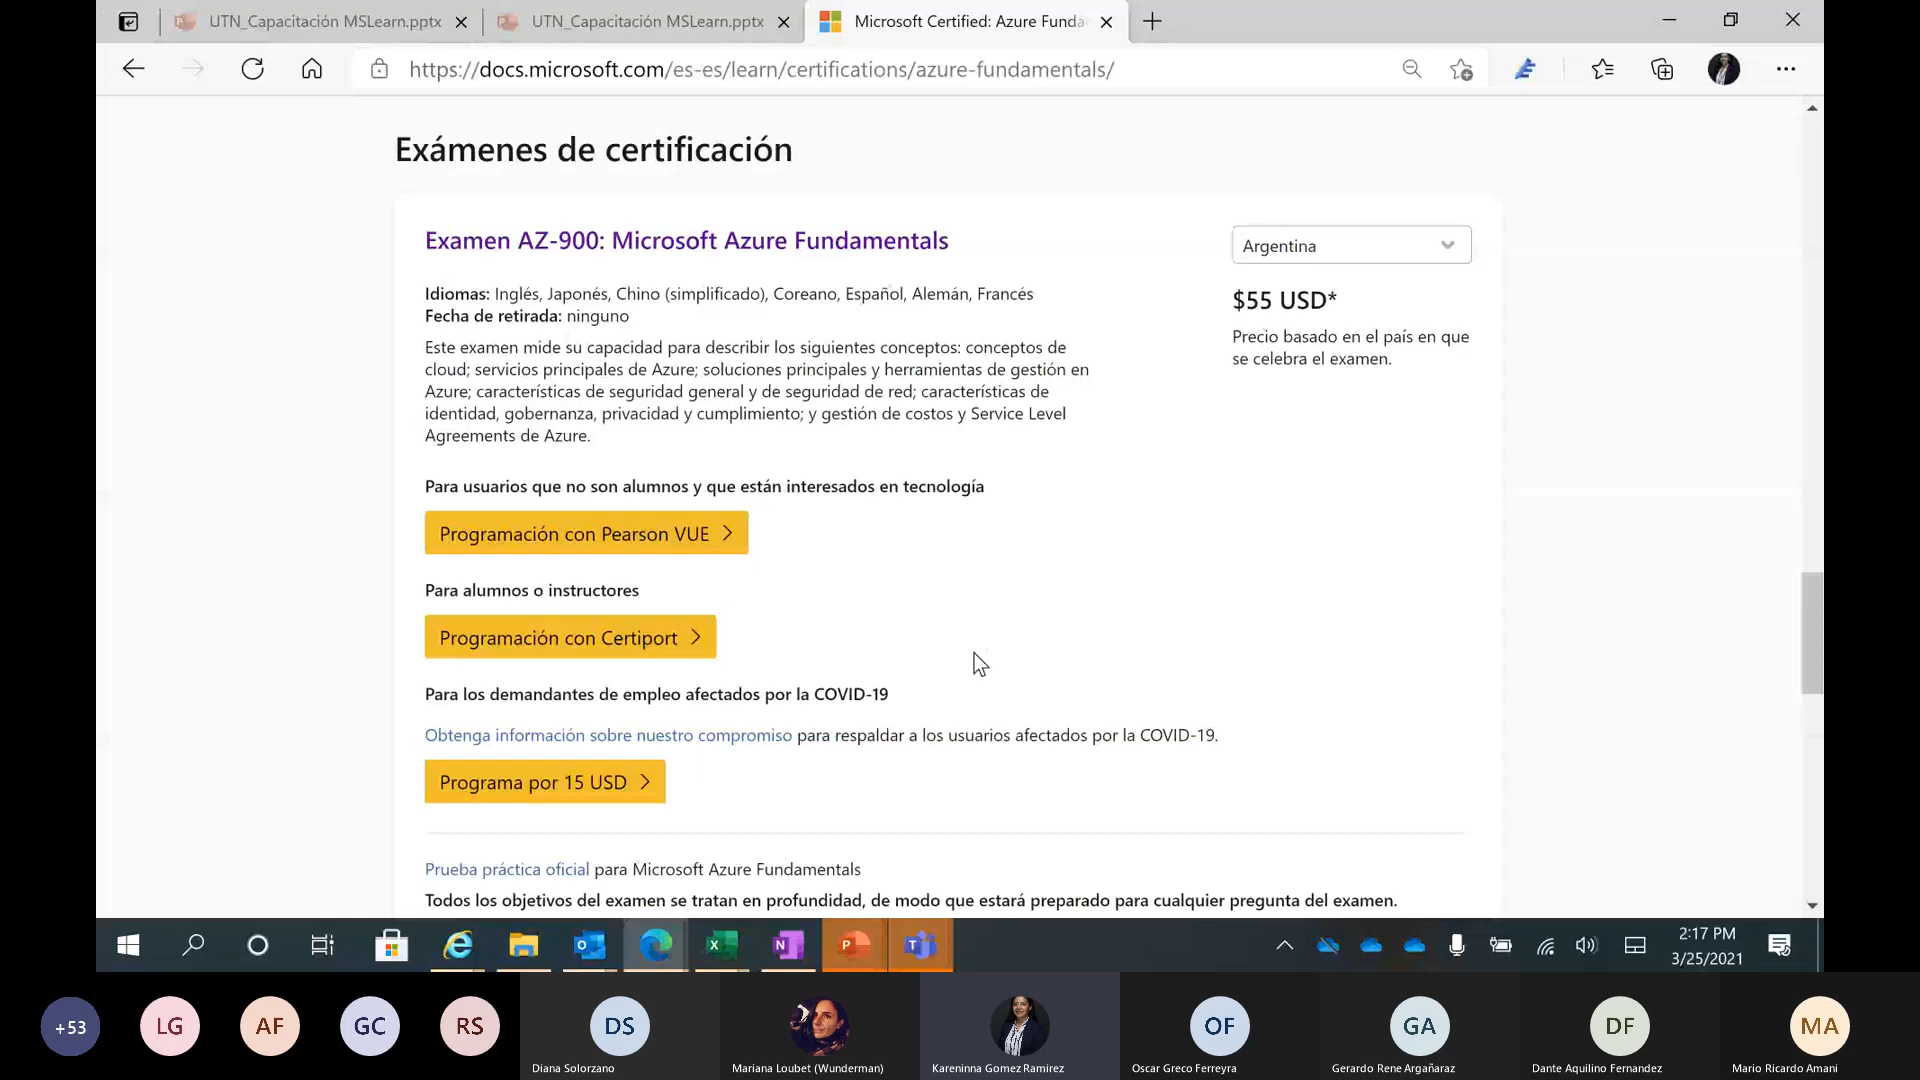 UTN_Capacitación MSLearn.pptx
UTN_Capacitación MSLearn.pptx
Microsoft Certified: Azure Funda
https://docs.microsoft.com/es-es/learn/certifications/azure-fundamentals/
Exámenes de certificación
Examen AZ-900: Microsoft Azure Fundamentals
Argentina
Idiomas: Inglés, Japonés, Chino (simplificado), Coreano, Español, Alemán, Francés
Fecha de retirada: ninguno
$55 USD*
Precio basado en el país en que
se celebra el examen.
Este examen mide su capacidad para describir los siguientes conceptos: conceptos de
cloud; servicios principales de Azure; soluciones principales y herramientas de gestión en
Azure; características de seguridad general y de seguridad de red; características de
identidad, gobernanza, privacidad y cumplimiento; y gestión de costos y Service Level
Agreements de Azure.
Para usuarios que no son alumnos y que están interesados en tecnología
Programación con Pearson VUE
Para alumnos o instructores
Programación con Certiport
Para los demandantes de empleo afectados por la COVID-19
Obtenga información sobre nuestro compromiso para respaldar a los usuarios afectados por la COVID-19.
Programa por 15 USD
Prueba práctica oficial para Microsoft Azure Fundamentals
Todos los objetivos del examen se tratan en profundidad, de modo que estará preparado para cualquier pregunta del examen.
2:17 PM
3/25/2021
+53
LG
AF
GC
RS
DS
OF
GA
DF
MA
Diana Solorzano
Mariana Loubet (Wunderman)
Kareninna Gomez Ramirez
Oscar Greco Ferreyra
Gerardo Rene Argañaraz
Dante Aquilino Fernandez
Mario Ricardo Amani